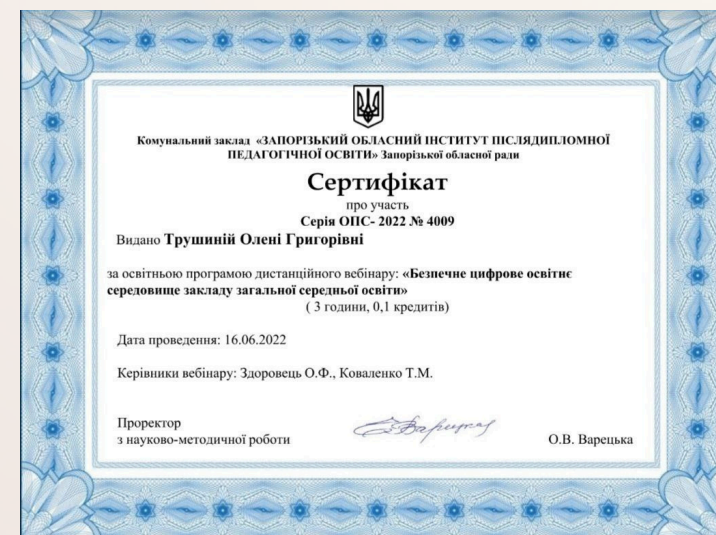 Комунальний заклад «ЗАПОРІЗЬКИЙ ОБЛАСНИЙ ІНСТИТУТ ПІСЛЯДИПЛОМНОЇ
ПЕДАГОГІЧНОЇ ОСВІТИ» Запорізької обласної ради
Сертифікат
про участь
Серія ОПС- 2022 № 4009
Видано Трушиній Олені Григорівні
за освітньою програмою дистанційного вебінару: «Безпечне цифрове освітнє
середовище закладу загальної середньої освіти»
( 3 години, 0,1 кредитів)
Дата проведення: 16.06.2022
Керівники вебінару: Здоровець О.Ф., Коваленко Т.М.
Проректор
з науково-методичної роботи
О.В. Варецька